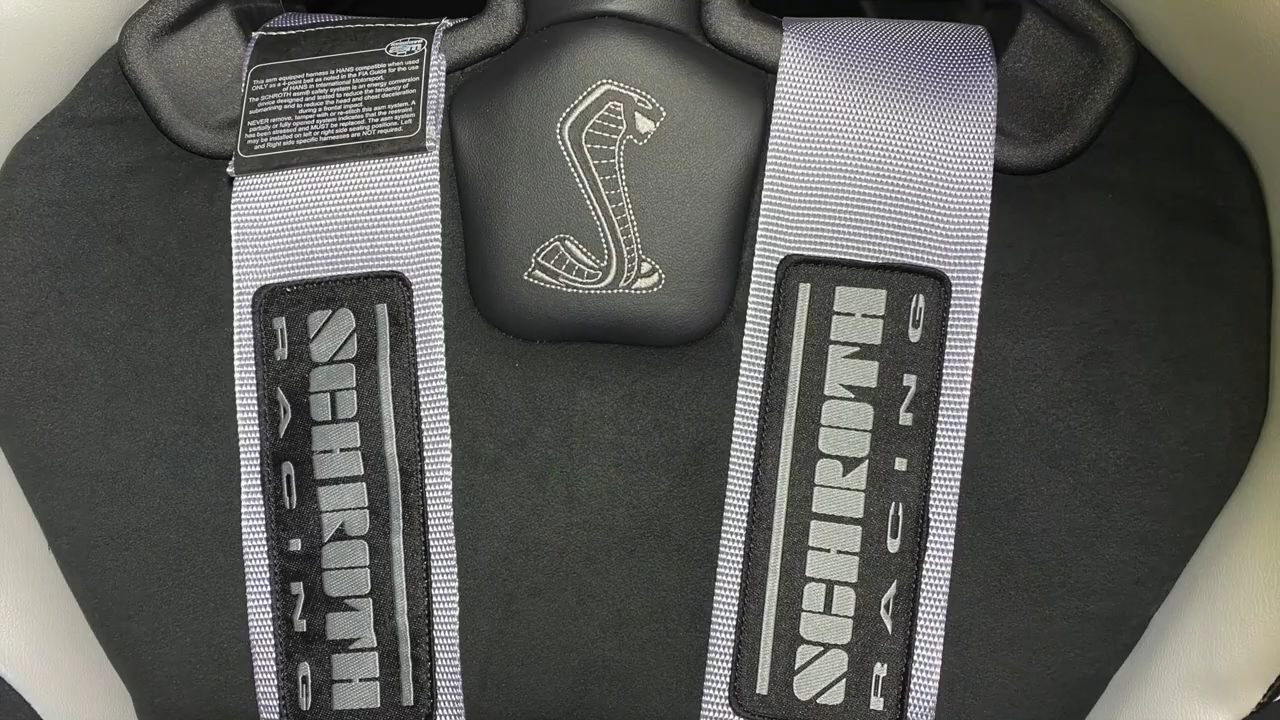 This asm equipped harness is HANS compatible when used
ONLY as a 4-point belt as noted in the FIA Guide for the use
of HANS in International Motorsport.
The SCHROTH asm® safety system is an energy conversion
device designed and tested to reduce the tendency of
submarining and to reduce the head and chest deceleration
during a frontal impact.
NEVER remove, tamper with or re-stitch this asm system. A
partially or fully opened system indicates that the restraint
has been stressed and MUST be replaced. The asm system
may be installed on left or right side seating positions. Left
and Right side specific harnesses are NOT required.
SCHROTH
RACING
SCHROTH
RACING